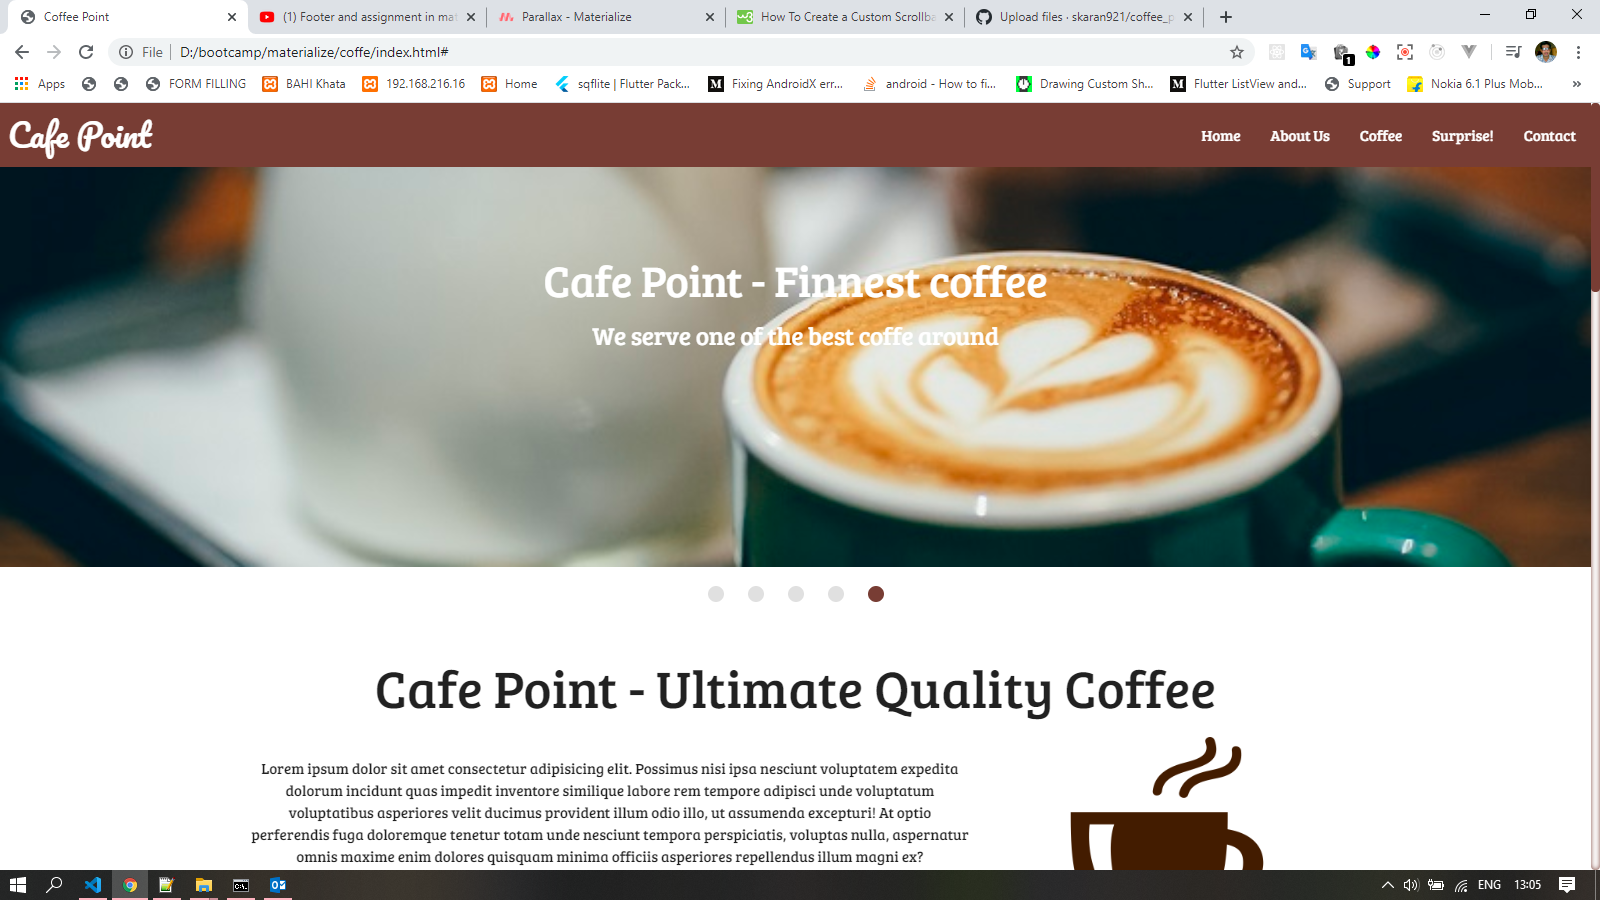 Coffee Point
(1) Footer and assignment in mat
Parallax - Materialize
How To Create a Custom Scrollba
Upload files · skaran921/coffee_p
File
D:/bootcamp/materialize/coffe/index.html#
1
Apps
FORM FILLING
BAHI Khata
192.168.216.16
Home
sqflite | Flutter Pack...
Fixing AndroidX err...
android - How to fi...
Drawing Custom Sh...
Flutter ListView and...
Support
Nokia 6.1 Plus Mob...
»
Cafe Point
Home
About Us
Coffee
Surprise!
Contact
Cafe Point - Finnest coffee
We serve one of the best coffe around
Cafe Point - Ultimate Quality Coffee
Lorem ipsum dolor sit amet consectetur adipisicing elit. Possimus nisi ipsa nesciunt voluptatem expedita
dolorum incidunt quas impedit inventore similique labore rem tempore adipisci unde voluptatum
voluptatibus asperiores velit ducimus provident illum odio illo, ut assumenda excepturi! At optio
perferendis fuga doloremque tenetur totam unde nesciunt tempora perspiciatis, voluptas nulla, aspernatur
omnis maxime enim dolores quisquam minima officiis asperiores repellendus illum magni ex?
ENG
13:05